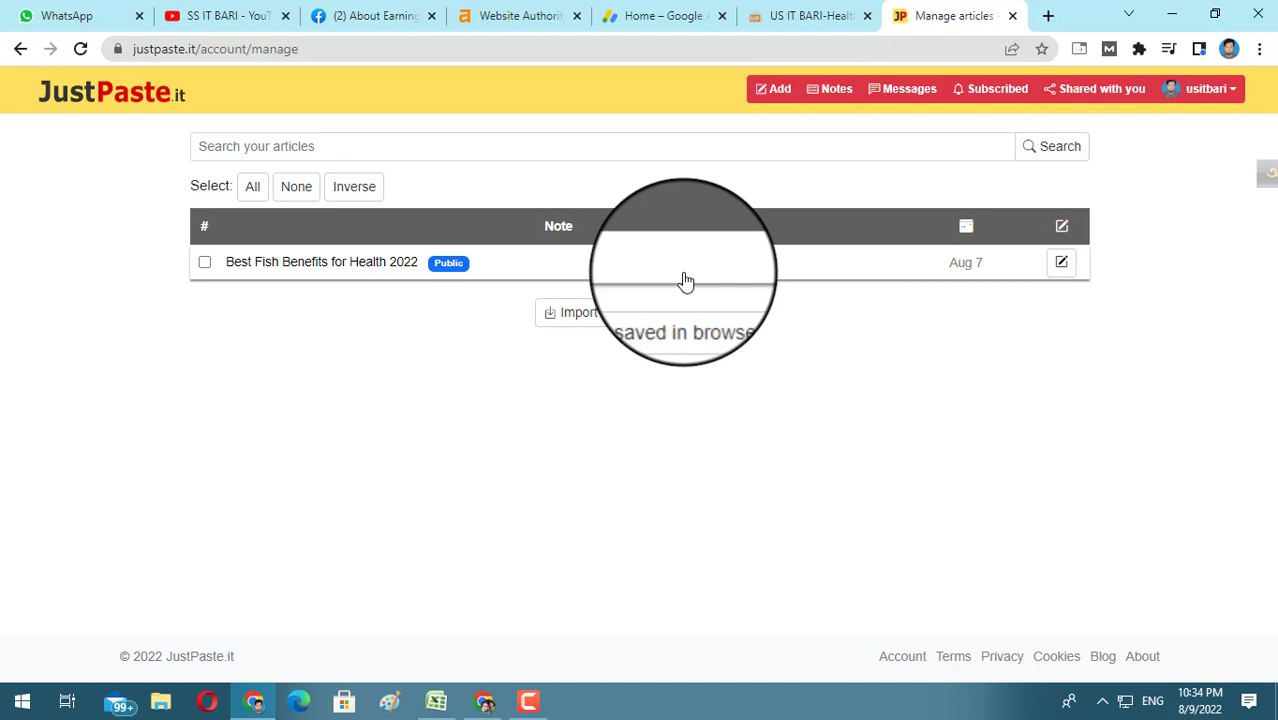 WhatsApp
SS IT BARI - YouT
(2) About Earning
Website Authority
Home – Google A
US IT BARI-Health
JP Manage articles -
justpaste.it/account/manage
JustPaste.it
Add
Notes
Messages
Subscribed
Shared with you
usitbari
Search your articles
Search
Select: All None Inverse
# Note
Best Fish Benefits for Health 2022 Public Aug 7
Import saved in browse
© 2022 JustPaste.it
Account Terms Privacy Cookies Blog About
99+
ENG
10:34 PM
8/9/2022